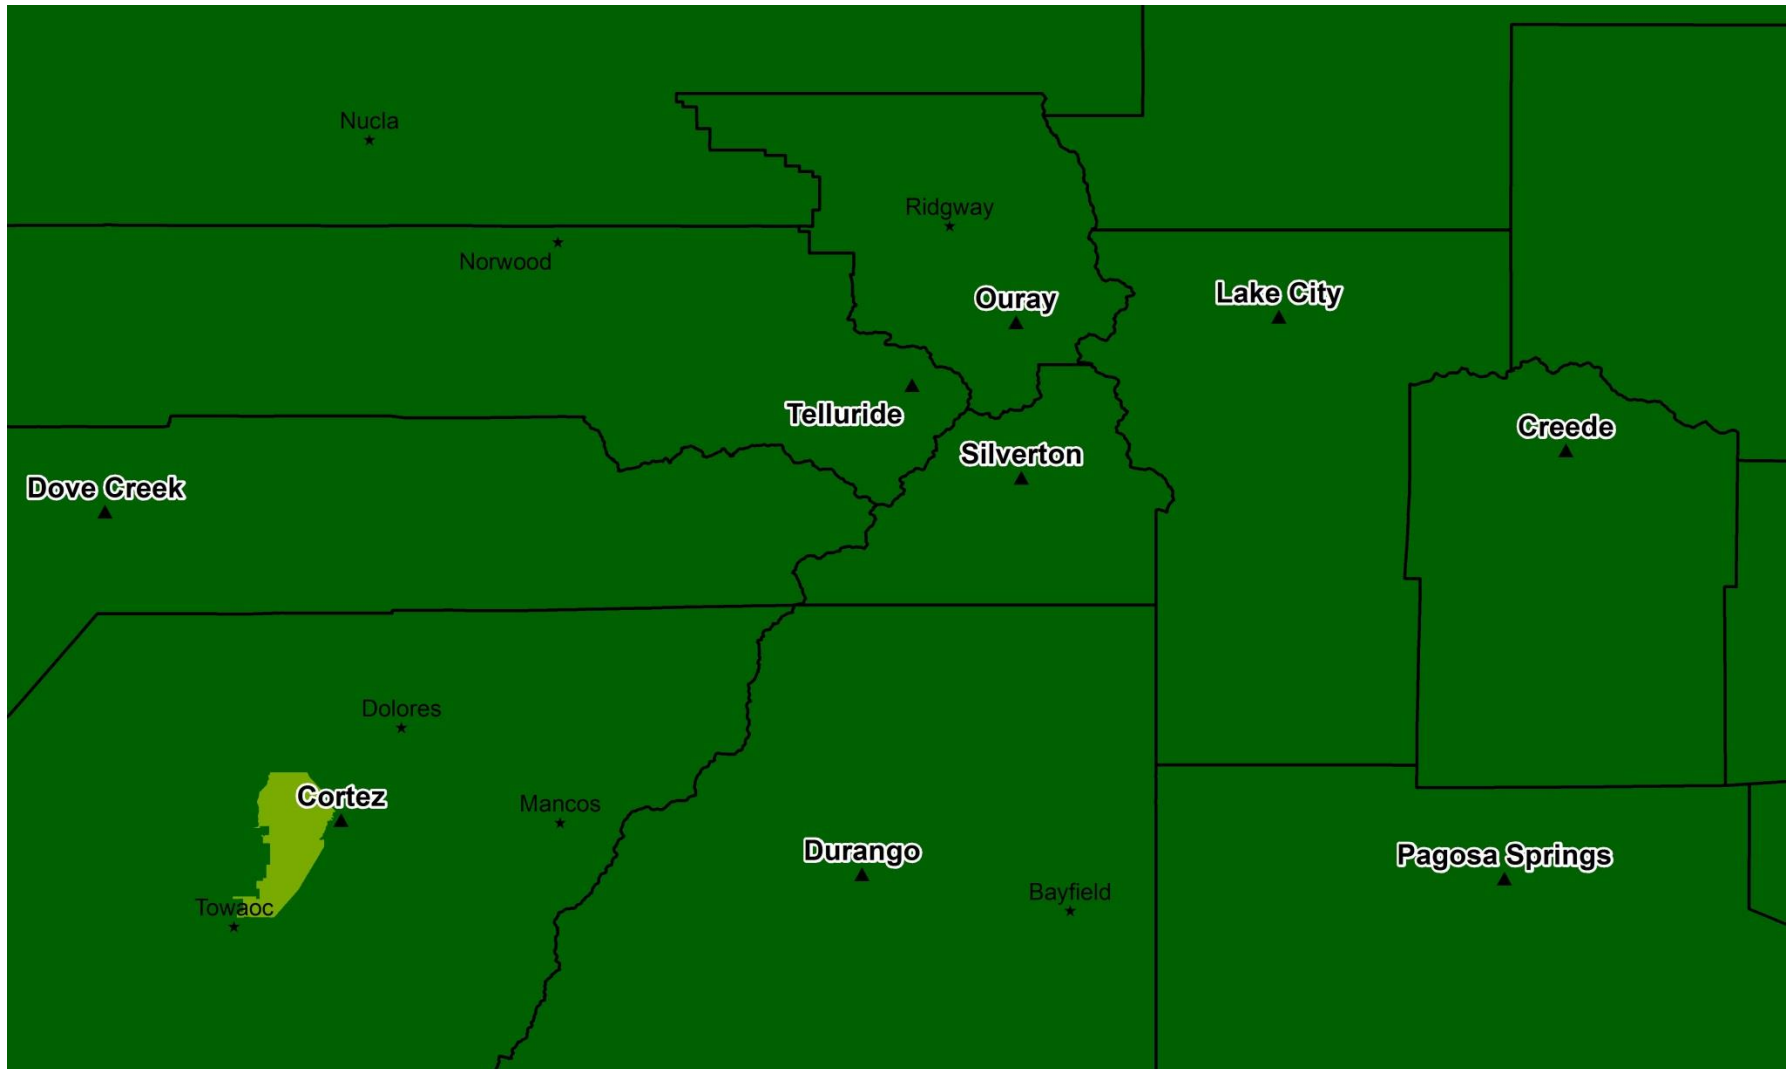 Nucla
Ridgway
Norwood
Ouray
Lake City
Telluride
Creede
Silverton
Dove Creek
Dolores
Cortez
Mancos
Durango
Pagosa Springs
Bayfield
Towaoc